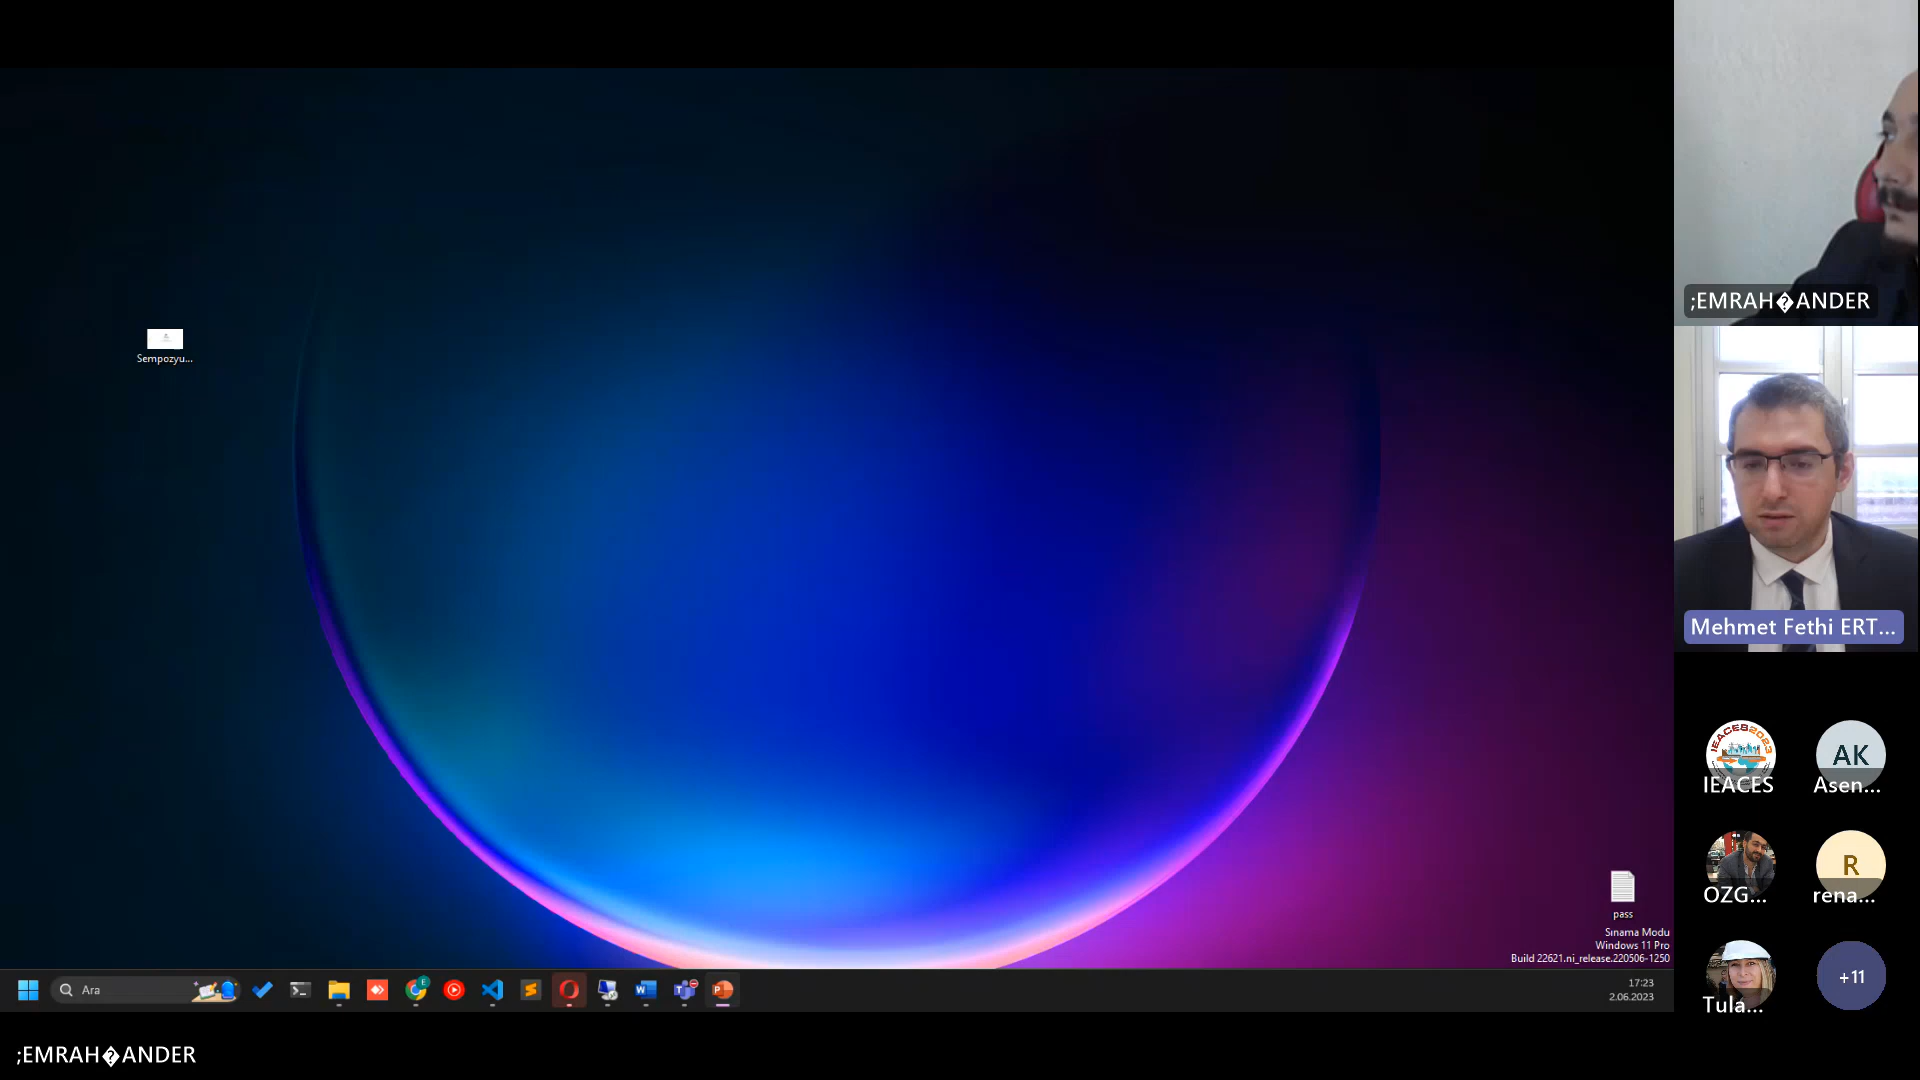 ;EMRAH�ANDER
Mehmet Fethi ERT...
Sempozyu...
IEACES2023
IEACES
AK
Asen...
OZG...
R
rena...
Tula...
+11
pass
Sınama Modu
Windows 11 Pro
Build 22621.ni_release.220506-1250
Ara
E
W
T
P
17:23
2.06.2023
;EMRAH�ANDER